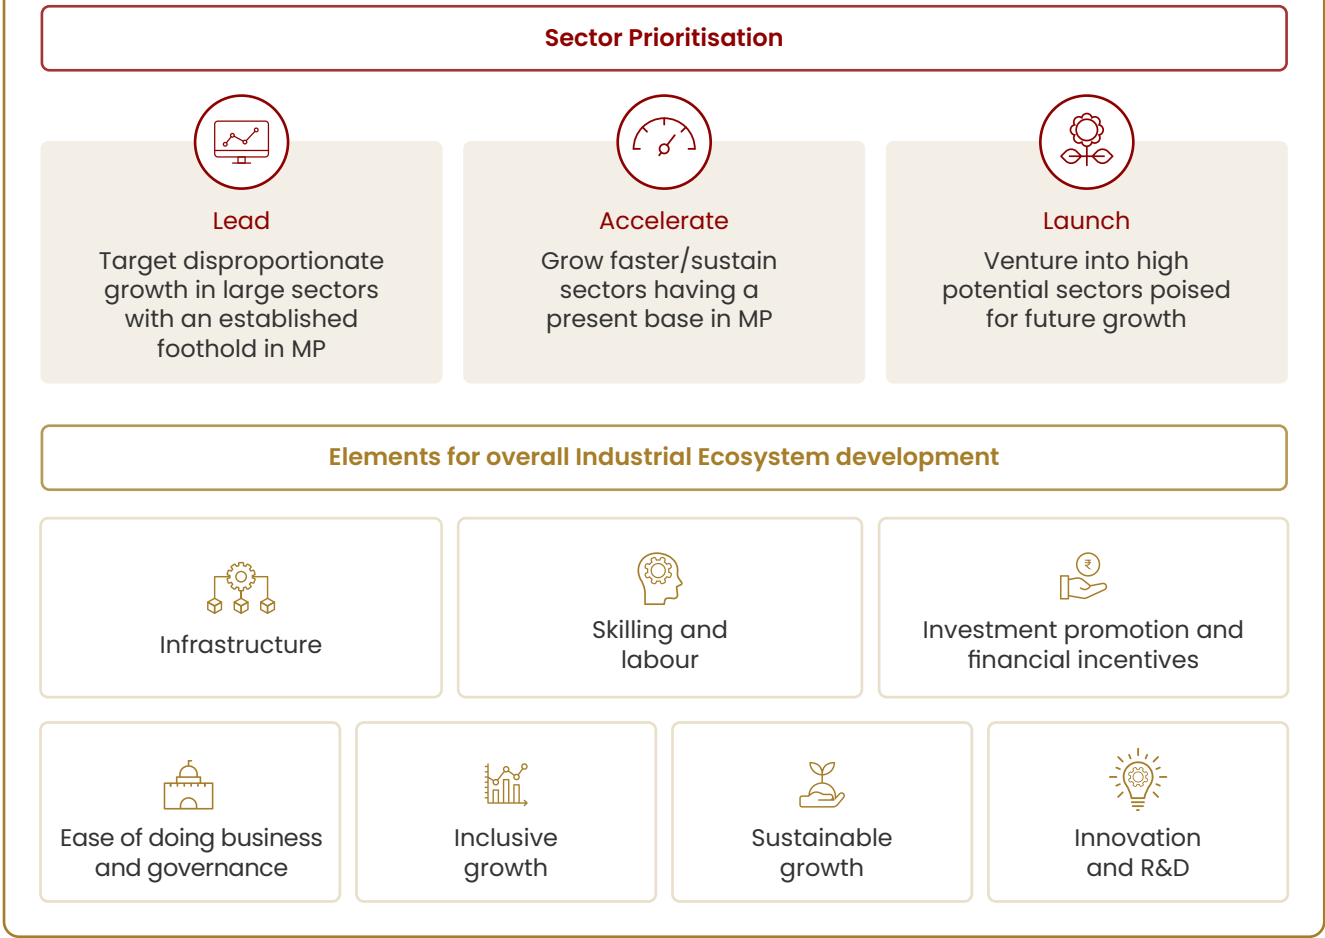 Sector Prioritisation
Lead
Target disproportionate
growth in large sectors
with an established
foothold in MP
Accelerate
Grow faster/sustain
sectors having a
present base in MP
Launch
Venture into high
potential sectors poised
for future growth
Elements for overall Industrial Ecosystem development
Infrastructure
Skilling and
labour
₹
Investment promotion and
financial incentives
Ease of doing business
and governance
Inclusive
growth
Sustainable
growth
Innovation
and R&D